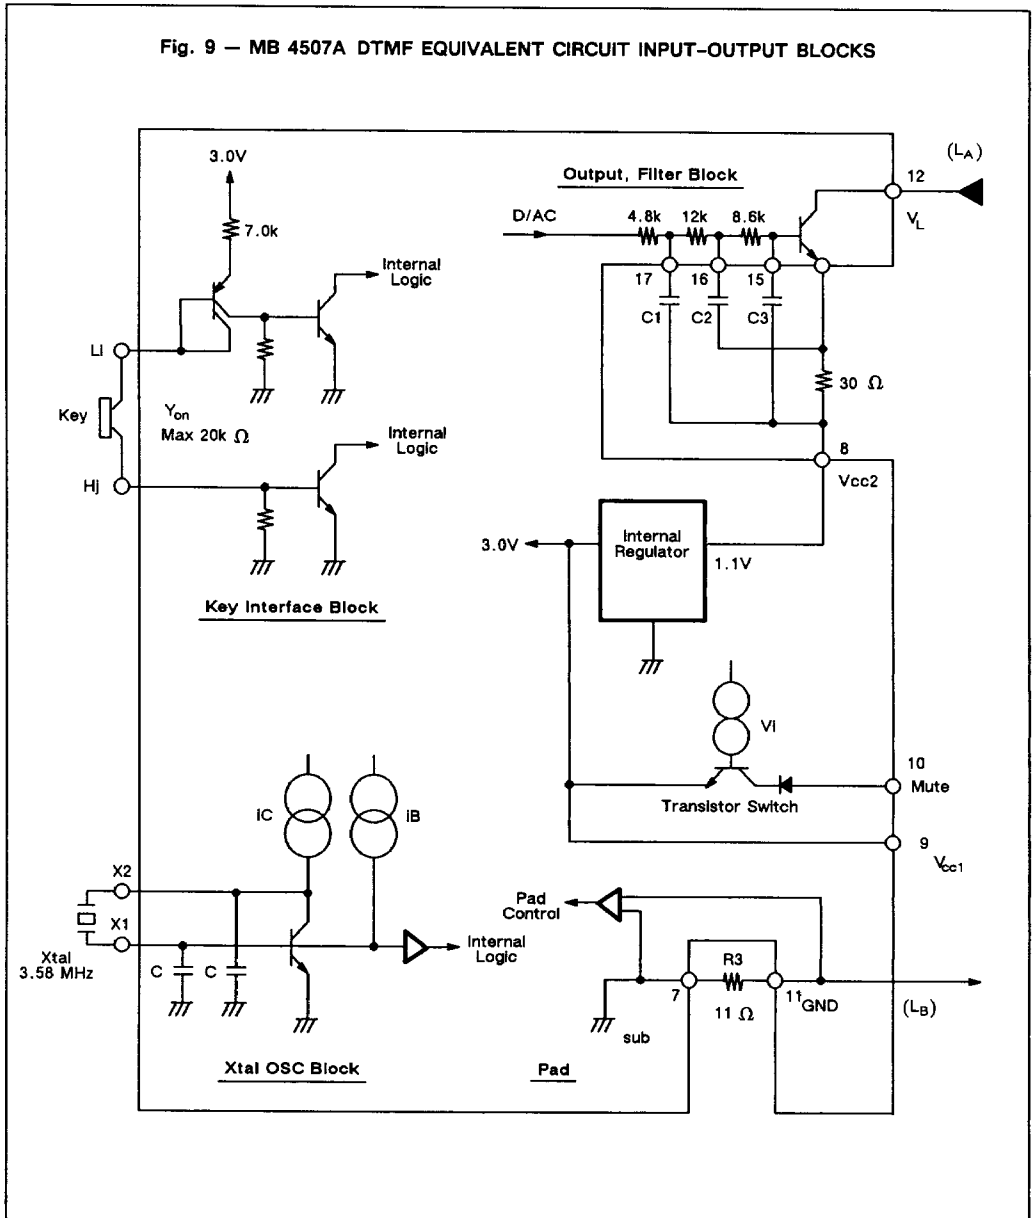 Fig. 9 — MB 4507A DTMF EQUIVALENT CIRCUIT INPUT-OUTPUT BLOCKS
3.0V
7.0k
Internal
Logic
Li
Key
Yon
Max 20k Ω
Internal
Logic
Hj
Key Interface Block
Output, Filter Block
(LA)
12
VL
D/AC
4.8k
12k
8.6k
17
16
15
C1
C2
C3
30 Ω
8
Vcc2
3.0V
Internal
Regulator
1.1V
Vi
10
Mute
Transistor Switch
9
Vcc1
iC
iB
X2
X1
Xtal
3.58 MHz
C
C
Internal
Logic
Xtal OSC Block
Pad
Control
R3
7
11 Ω
11
GND
(LB)
sub
Pad